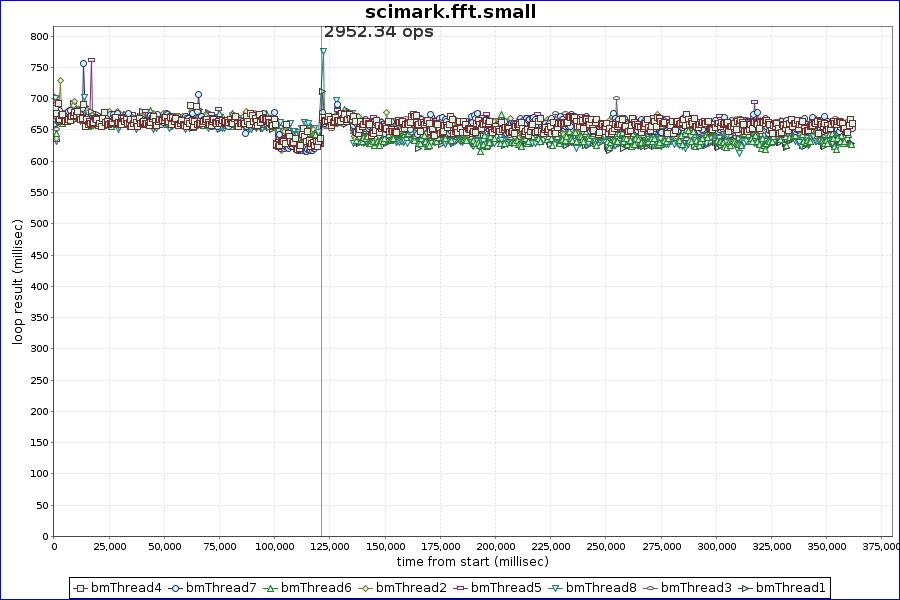 scimark.fft.small
2952.34 ops
800
750
700
650
600
550
500
450
400
350
300
250
200
150
100
50
0
loop result (millisec)
0 25,000 50,000 75,000 100,000 125,000 150,000 175,000 200,000 225,000 250,000 275,000 300,000 325,000 350,000 375,000
time from start (millisec)
bmThread4 bmThread7 bmThread6 bmThread2 bmThread5 bmThread8 bmThread3 bmThread1